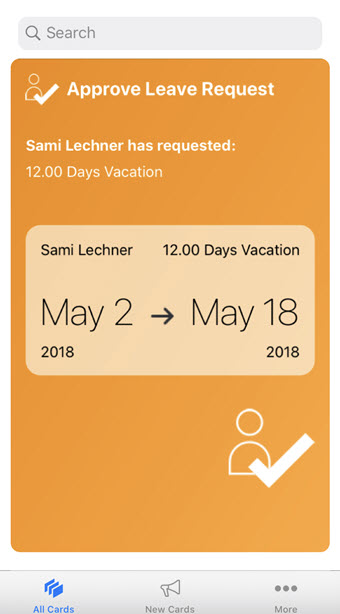 Search
Approve Leave Request
Sami Lechner has requested:
12.00 Days Vacation
Sami Lechner 12.00 Days Vacation
May 2 → May 18
2018 2018
All Cards New Cards More